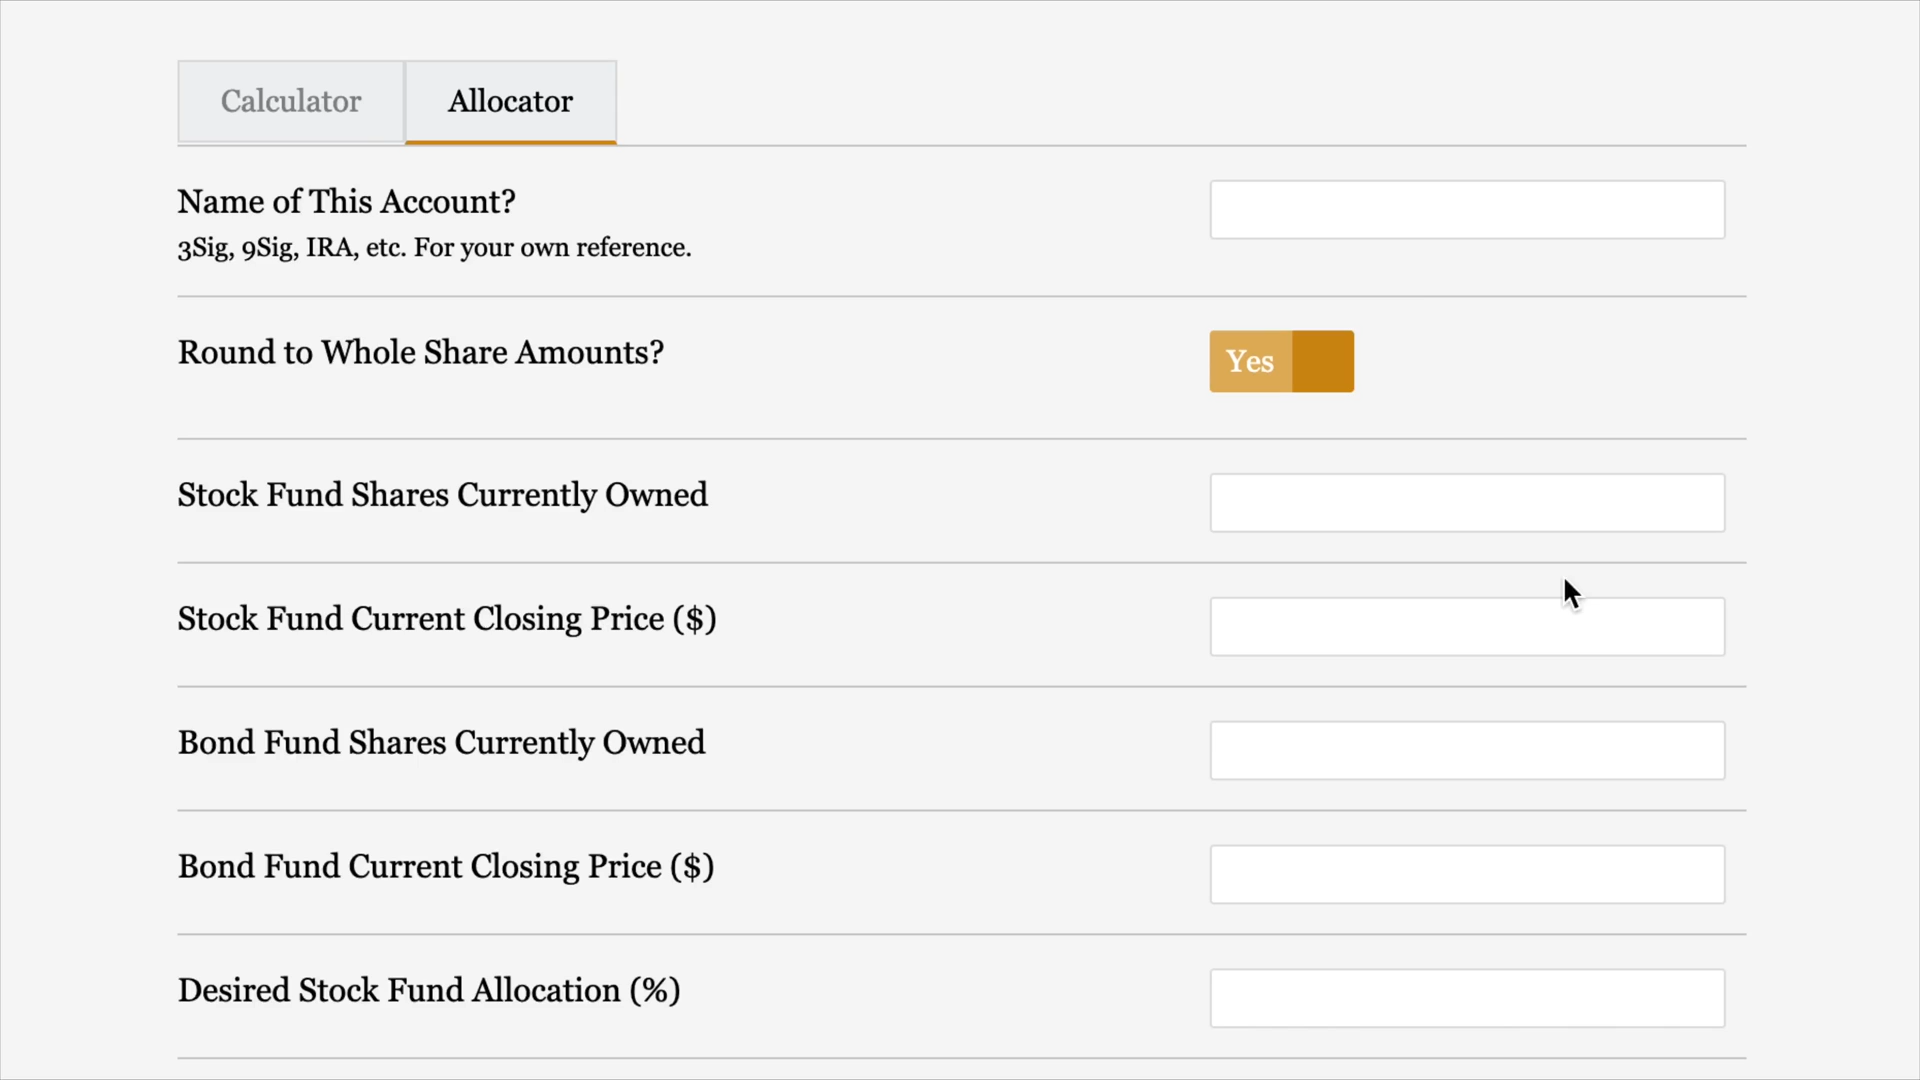 Calculator Allocator
Name of This Account?
3Sig, 9Sig, IRA, etc. For your own reference.
Round to Whole Share Amounts? Yes
Stock Fund Shares Currently Owned
Stock Fund Current Closing Price ($)
Bond Fund Shares Currently Owned
Bond Fund Current Closing Price ($)
Desired Stock Fund Allocation (%)